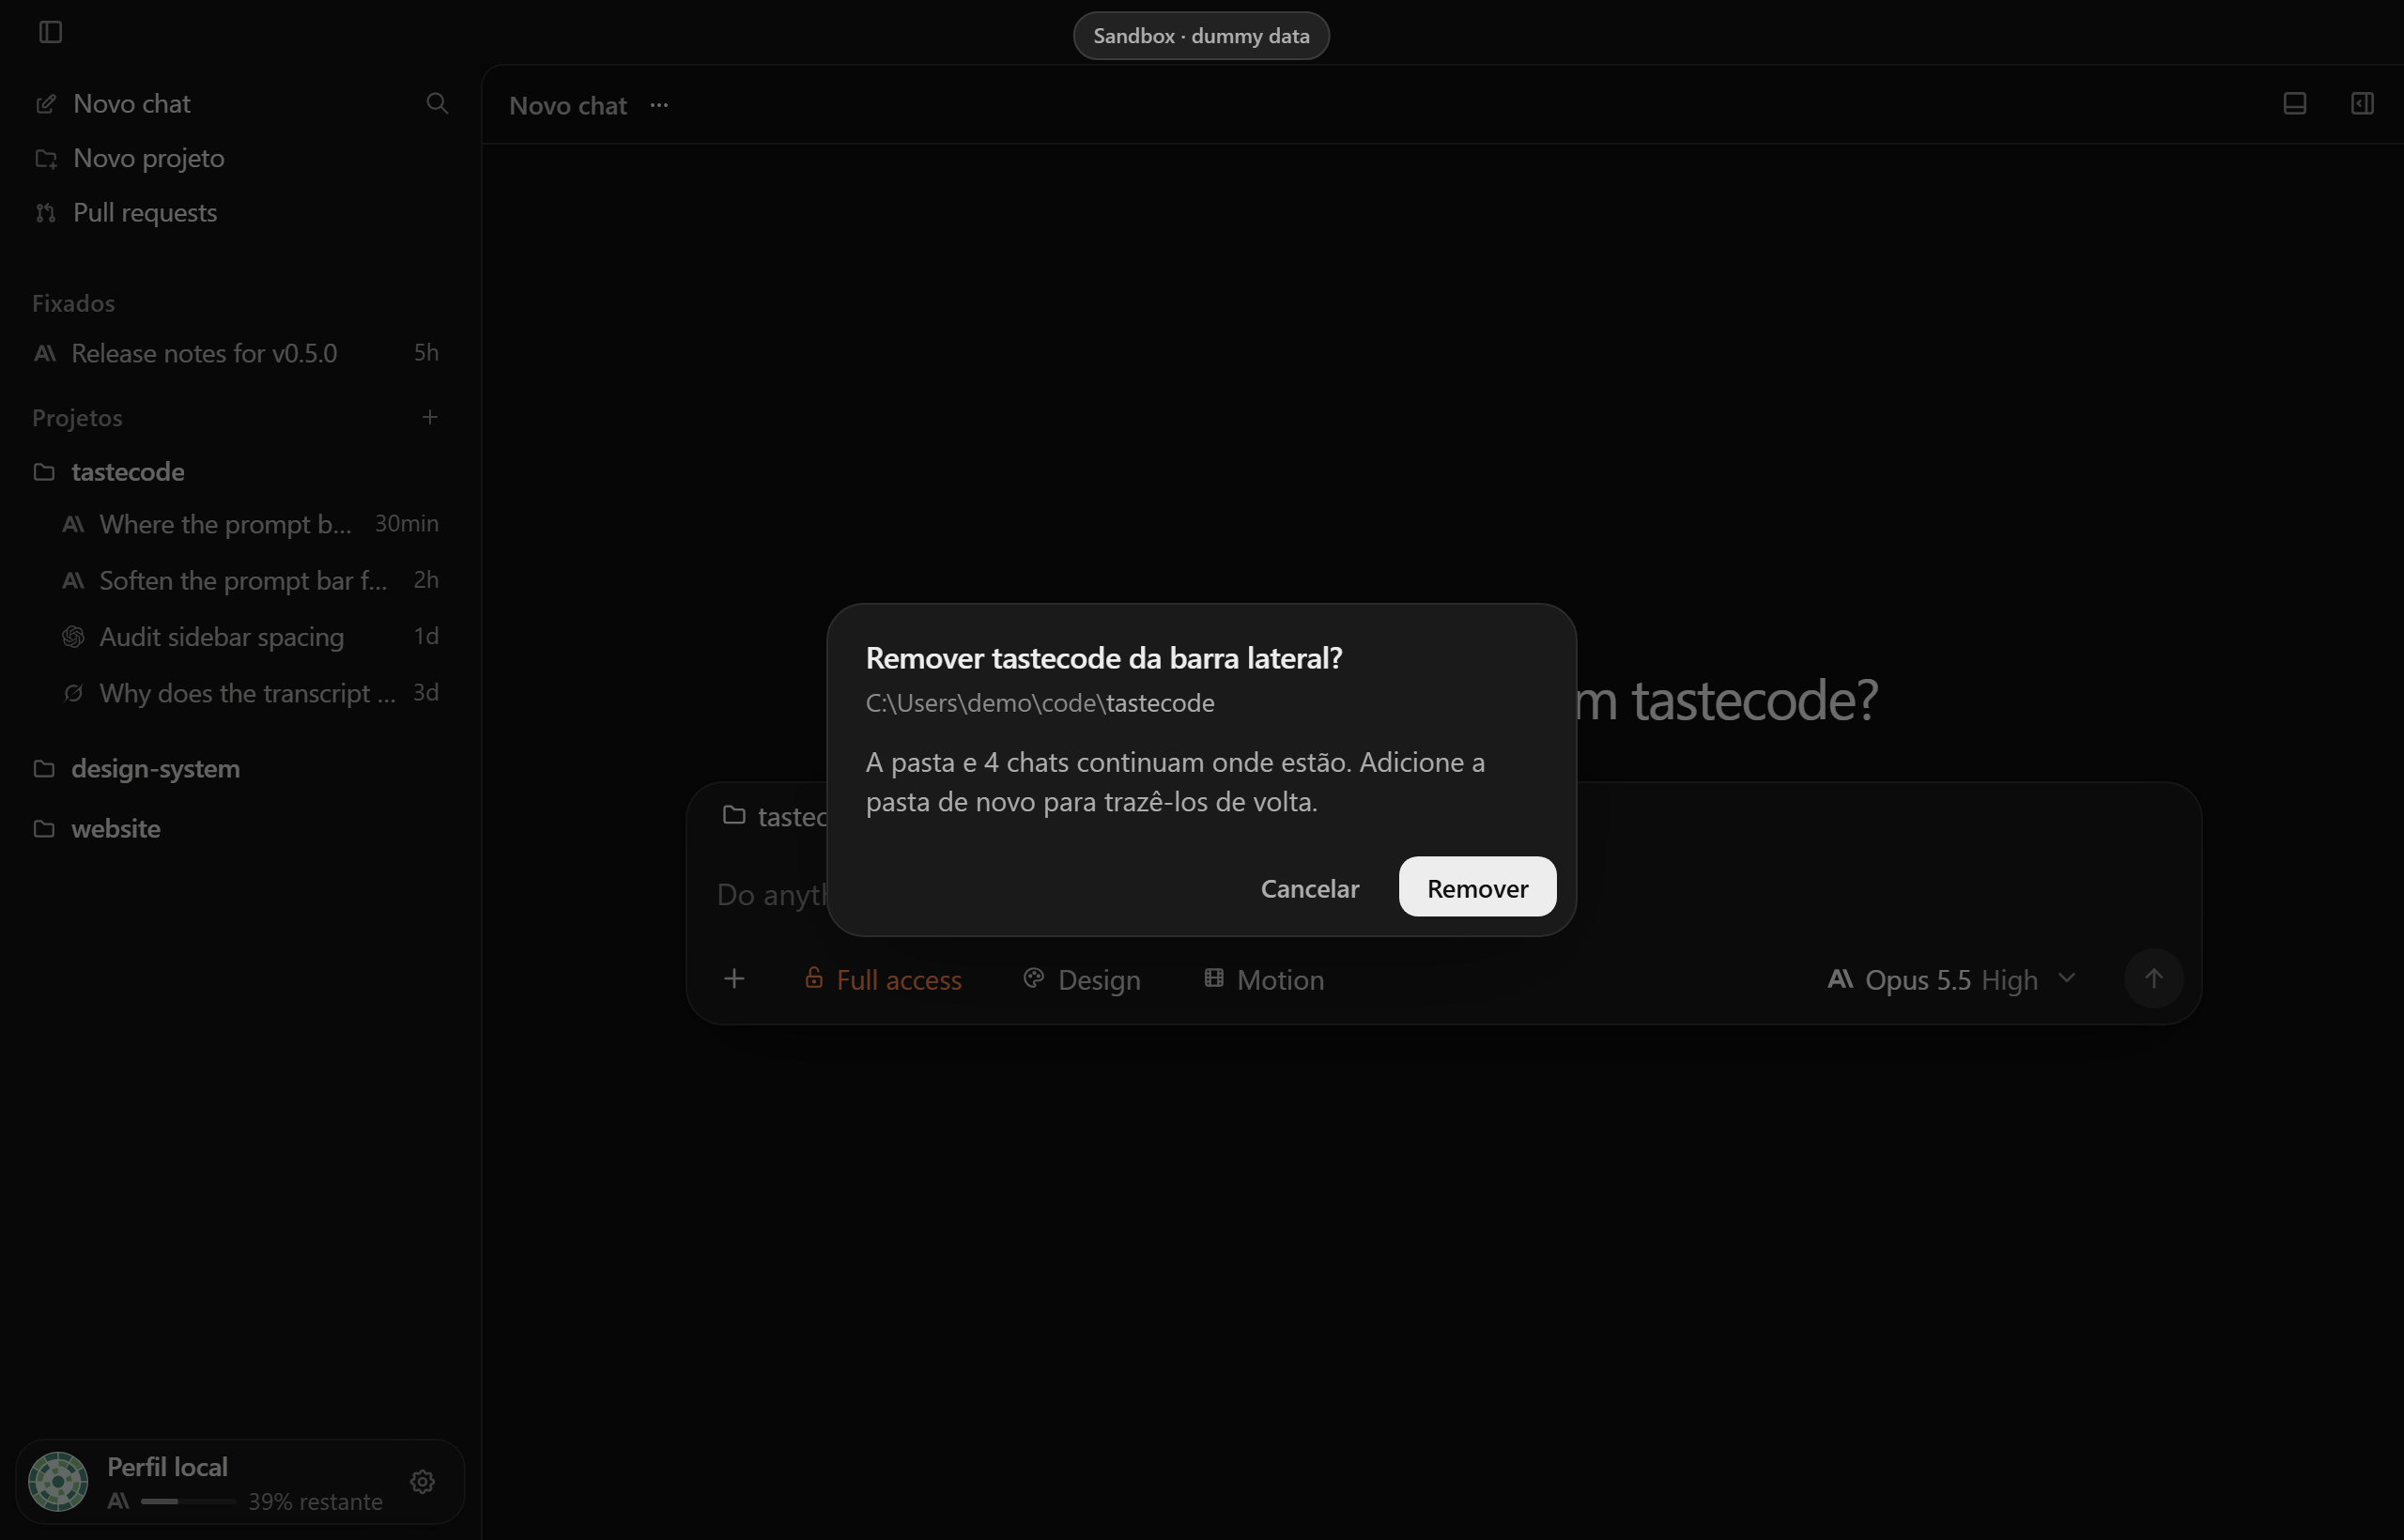 Sandbox · dummy data
Novo chat
Novo projeto
Pull requests
Fixados
Release notes for v0.5.0 5h
Projetos
tastecode
Where the prompt b... 30min
Soften the prompt bar f... 2h
Audit sidebar spacing 1d
Why does the transcript ... 3d
design-system
website
Perfil local
39% restante
Novo chat
m tastecode?
Remover tastecode da barra lateral?
C:\Users\demo\code\tastecode
A pasta e 4 chats continuam onde estão. Adicione a
pasta de novo para trazê-los de volta.
Cancelar Remover
tastec
Do anyth
Full access Design Motion Opus 5.5 High